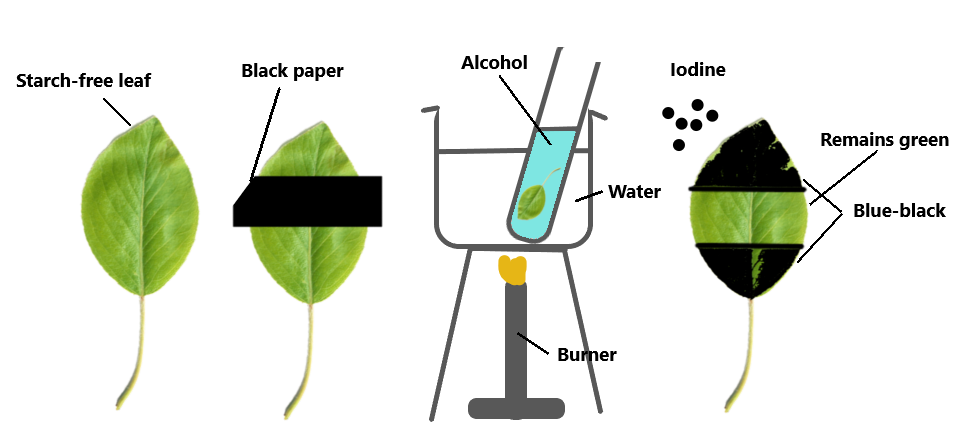 Starch-free leaf
Black paper
Alcohol
Iodine
Remains green
Water
Blue-black
Burner